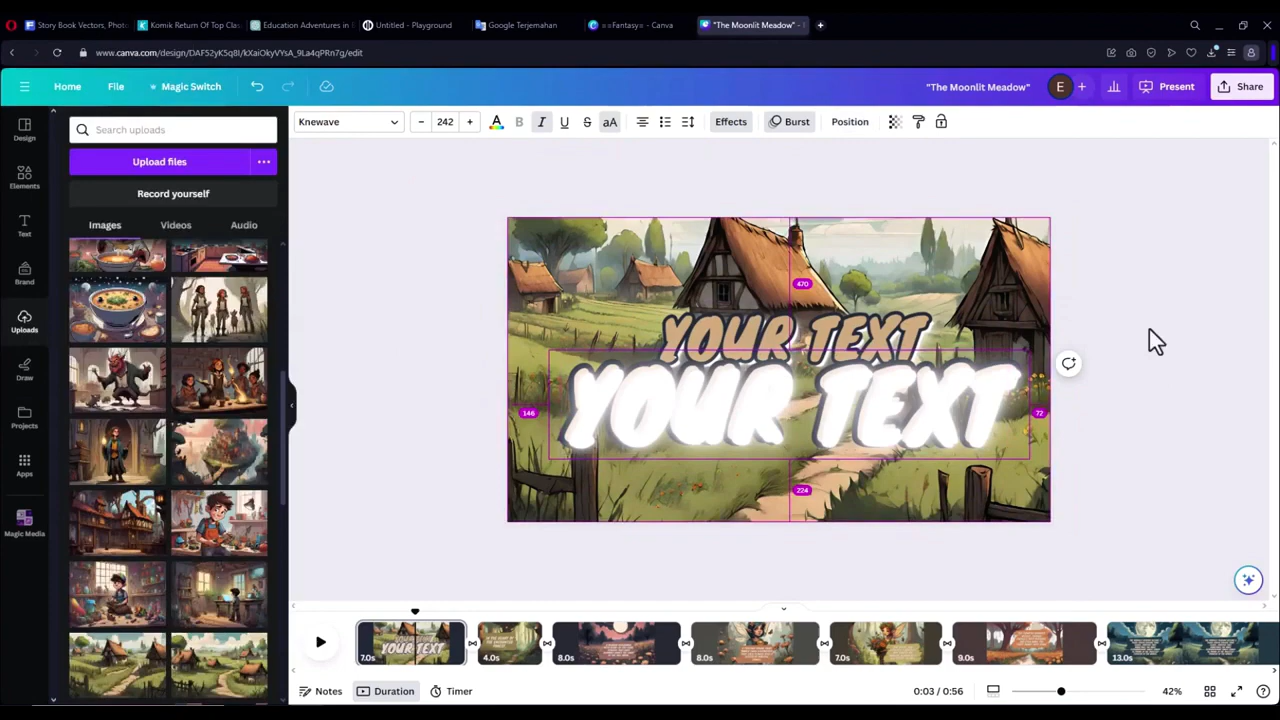 Story Book Vectors, Photo
Komik Return Of Top Clas
Education Adventures in
Untitled - Playground
Google Terjemahan
==Fantasy= - Canva
"The Moonlit Meadow" -
www.canva.com/design/DAF52yK5q8I/kXaiOkyVYsA_9La4qPRn7g/edit
Home
File
Magic Switch
"The Moonlit Meadow"
E
Present
Share
Design
Elements
Text
Brand
Uploads
Draw
Projects
Apps
Magic Media
Search uploads
Upload files
Record yourself
Images
Videos
Audio
Knewave
242
A
B
I
U
S
aA
Effects
Burst
Position
470
YOUR TEXT
YOUR TEXT
146
72
224
7.0s
4.0s
8.0s
8.0s
7.0s
9.0s
13.0s
Notes
Duration
Timer
0:03 / 0:56
42%